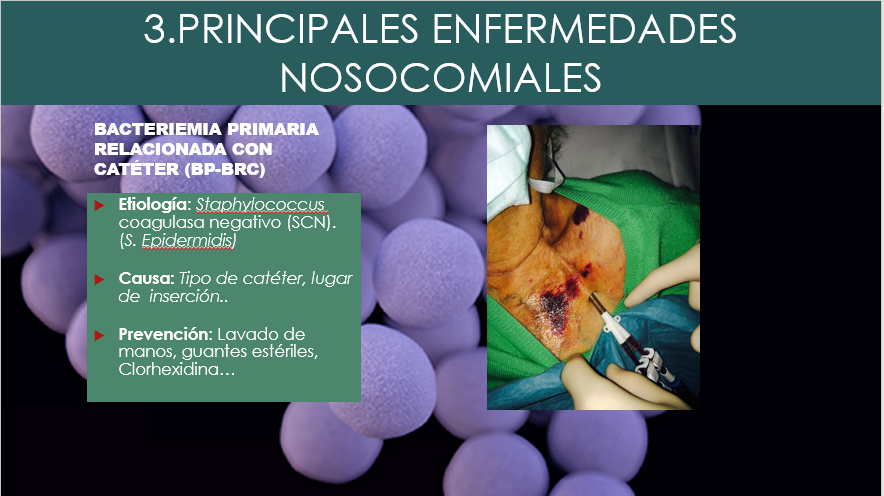 3.PRINCIPALES ENFERMEDADES
NOSOCOMIALES
BACTERIEMIA PRIMARIA
RELACIONADA CON
CATÉTER (BP-BRC)
Etiología: Staphylococcus
coagulasa negativo (SCN).
(S. Epidermidis)
Causa: Tipo de catéter, lugar
de inserción..
Prevención: Lavado de
manos, guantes estériles,
Clorhexidina…